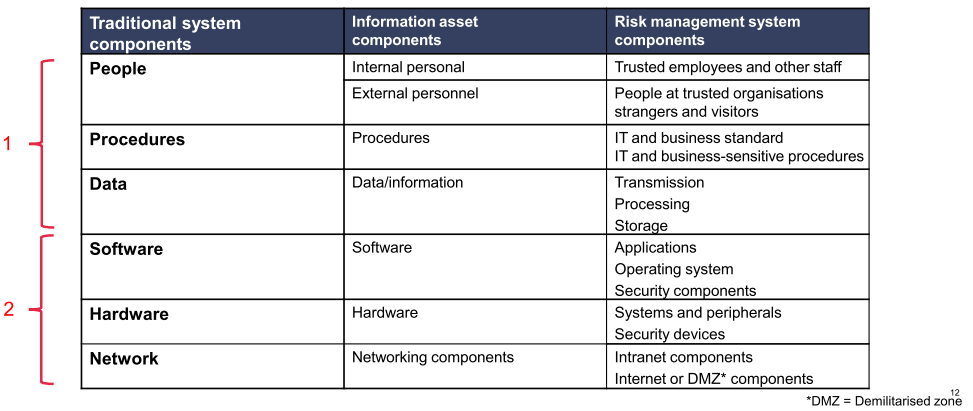 Traditional system components
Information asset components
Risk management system components
1
People
Internal personal
Trusted employees and other staff
External personnel
People at trusted organisations
strangers and visitors
Procedures
Procedures
IT and business standard
IT and business-sensitive procedures
Data
Data/information
Transmission
Processing
Storage
2
Software
Software
Applications
Operating system
Security components
Hardware
Hardware
Systems and peripherals
Security devices
Network
Networking components
Intranet components
Internet or DMZ* components
12
*DMZ = Demilitarised zone